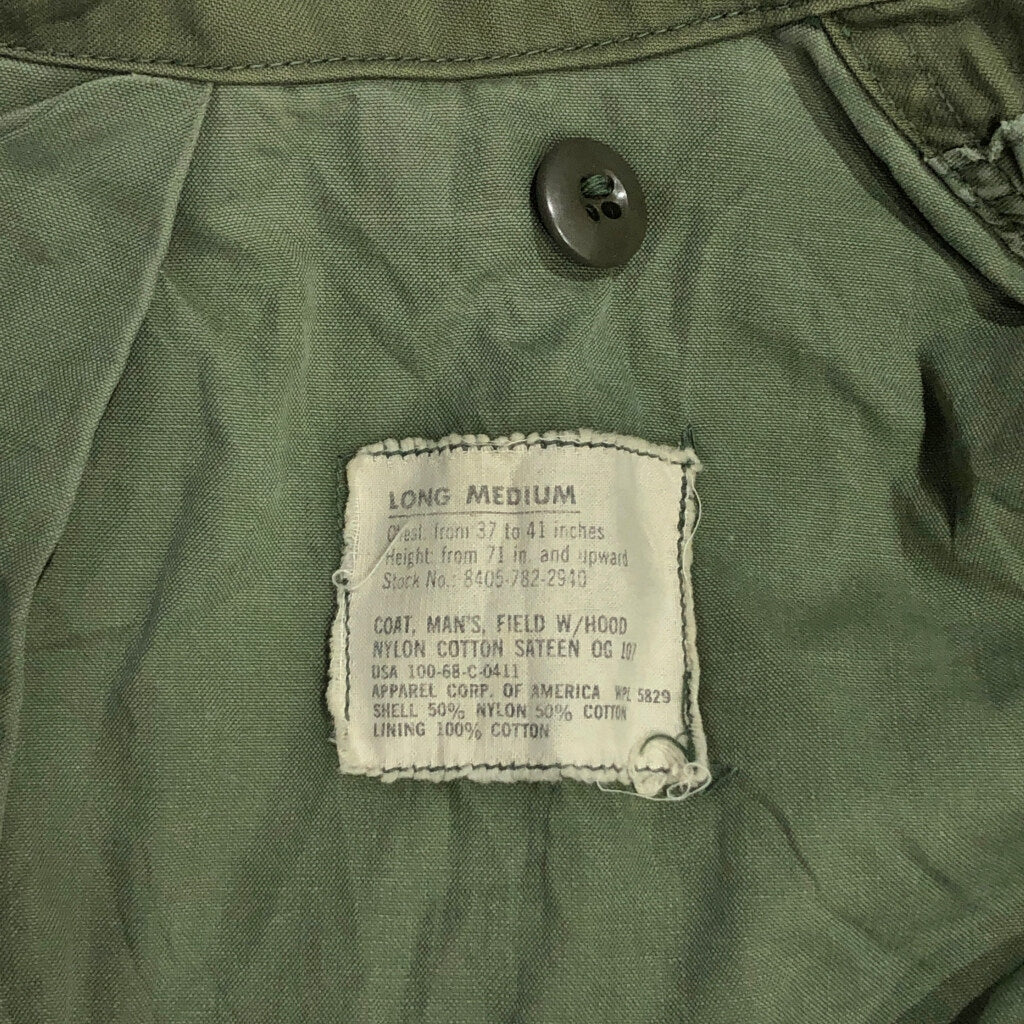 LONG MEDIUM
Chest: from 37 to 41 inches
Height: from 71 in. and upward
Stock No.: 8405-782-2940
COAT, MAN'S, FIELD W/HOOD
NYLON COTTON SATEEN OG 107
USA 100-68-C-0411
APPAREL CORP. OF AMERICA WPL 5829
SHELL 50% NYLON 50% COTTON
LINING 100% COTTON